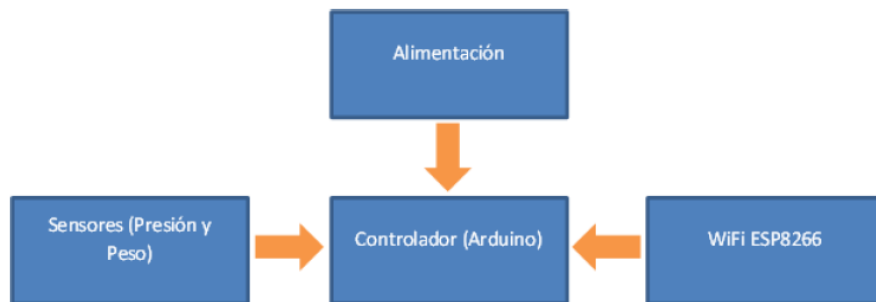 Alimentación
Sensores (Presión y
Peso)
Controlador (Arduino)
WiFi ESP8266